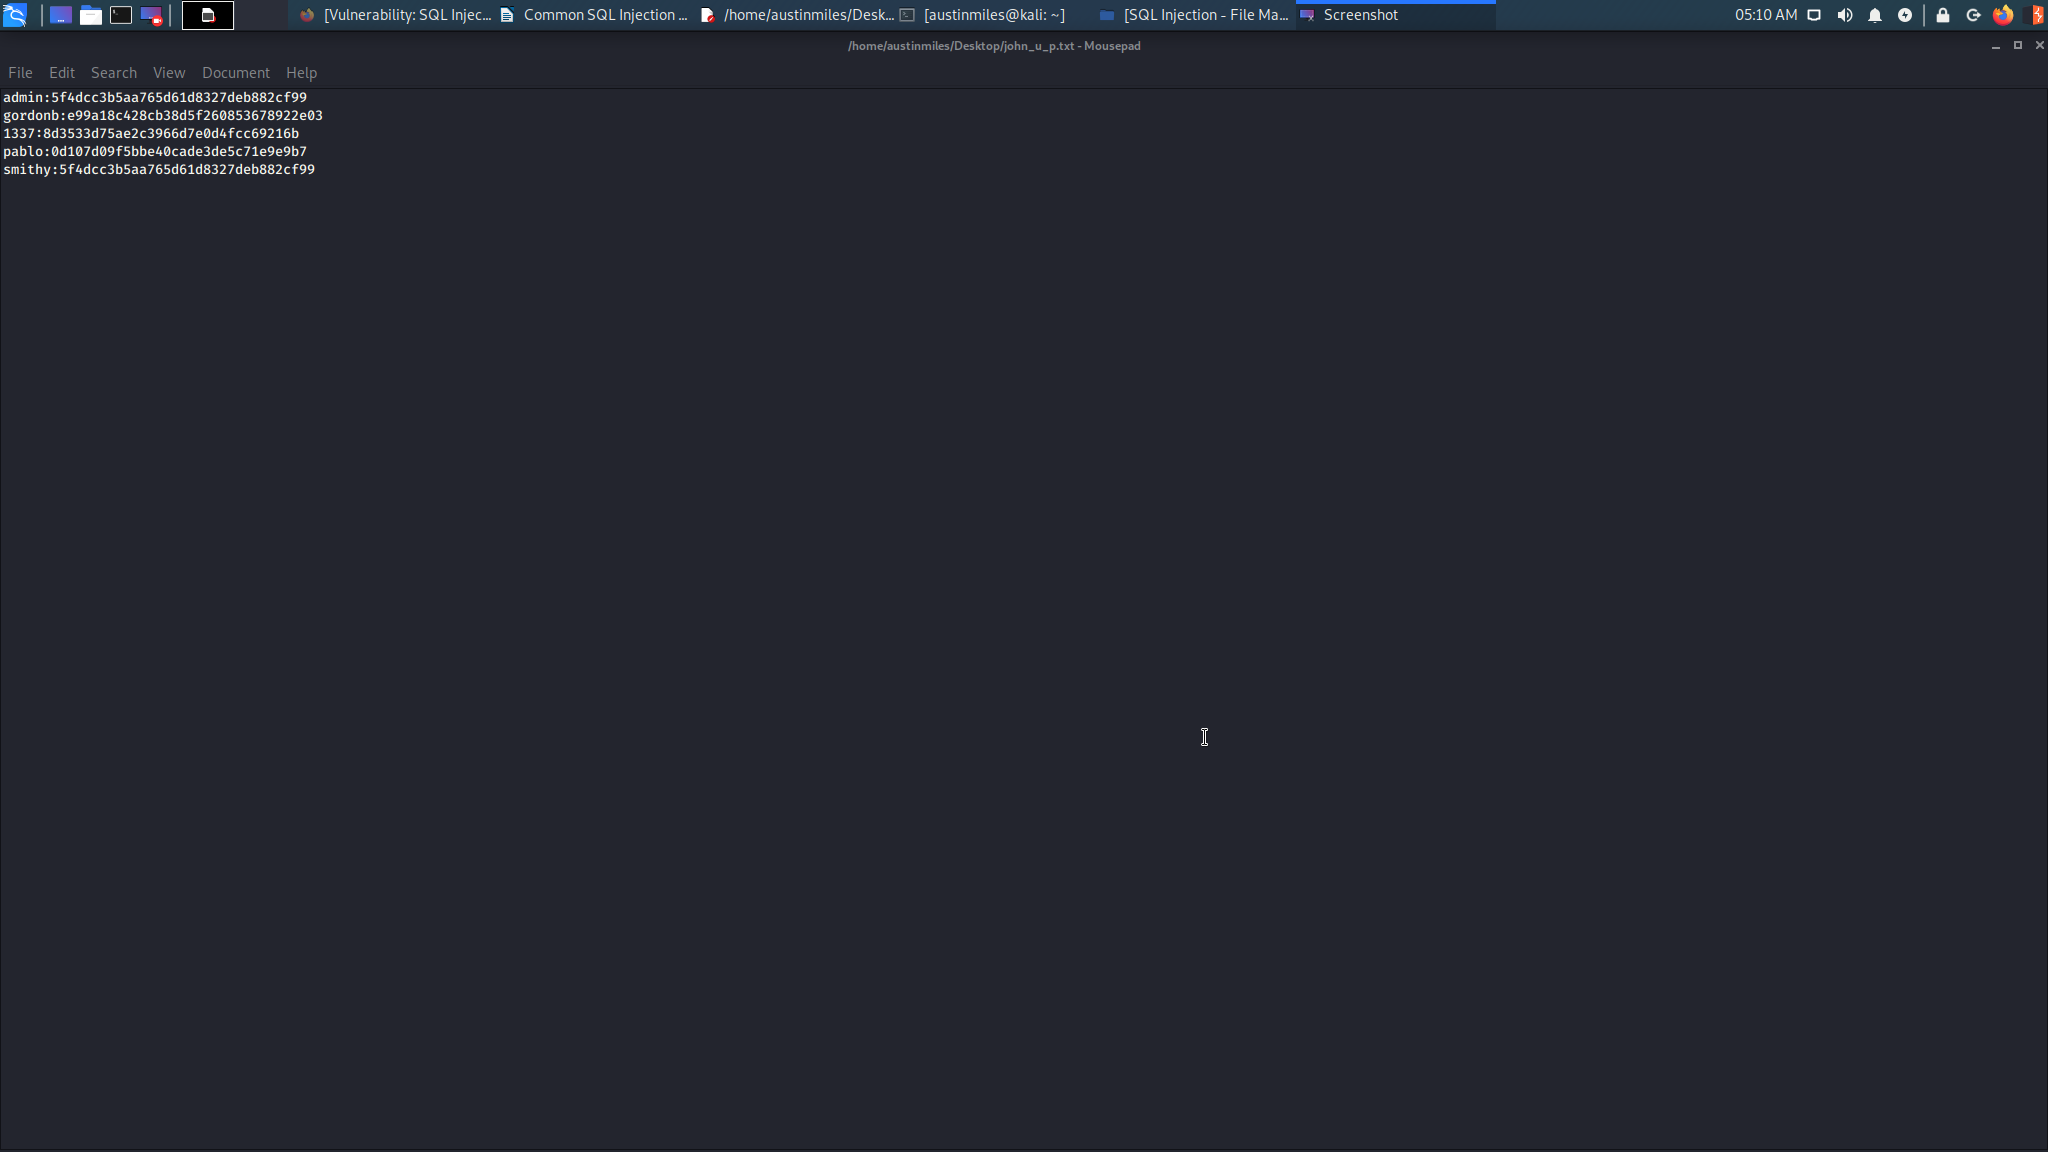 [Vulnerability: SQL Injec... Common SQL Injection ... /home/austinmiles/Desk... [austinmiles@kali: ~] [SQL Injection - File Ma... Screenshot 05:10 AM
/home/austinmiles/Desktop/john_u_p.txt - Mousepad
File Edit Search View Document Help
admin:5f4dcc3b5aa765d61d8327deb882cf99
gordonb:e99a18c428cb38d5f260853678922e03
1337:8d3533d75ae2c3966d7e0d4fcc69216b
pablo:0d107d09f5bbe40cade3de5c71e9e9b7
smithy:5f4dcc3b5aa765d61d8327deb882cf99